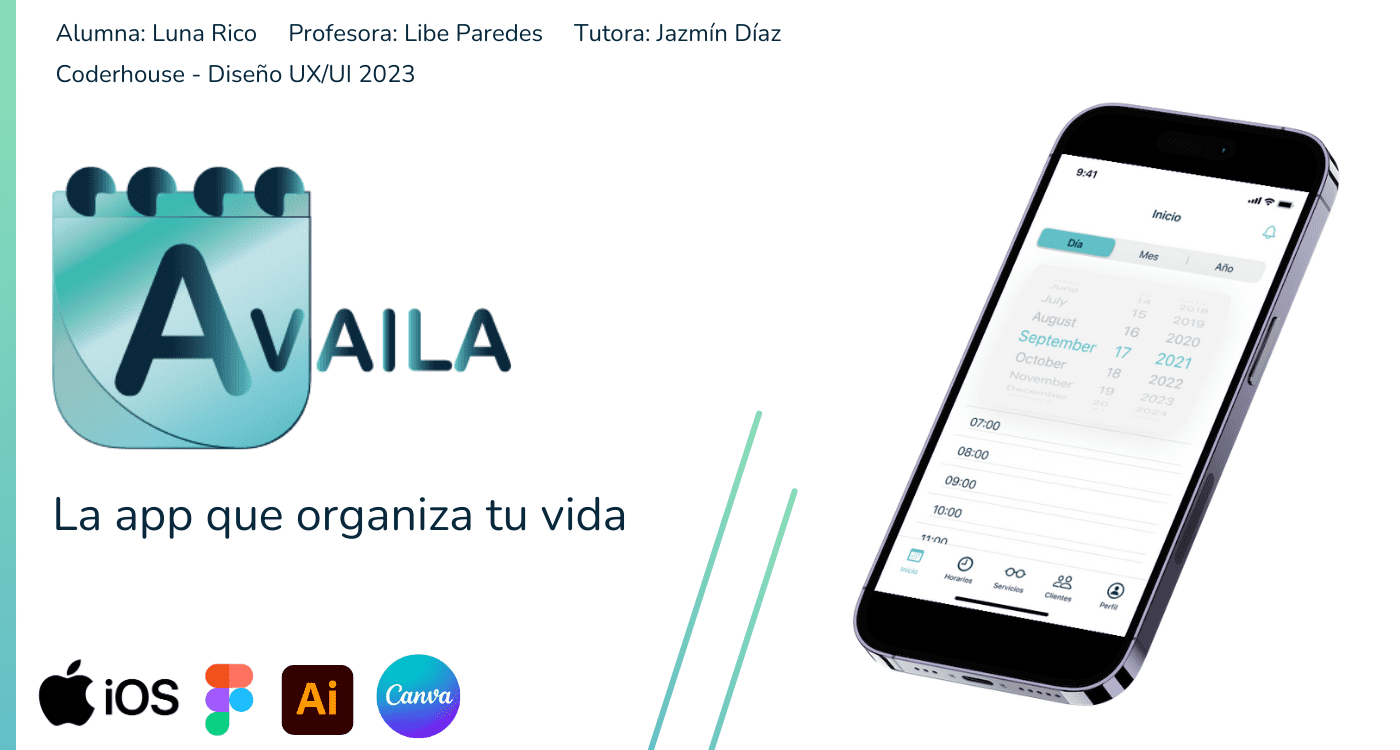 Alumna: Luna Rico Profesora: Libe Paredes Tutora: Jazmín Díaz
Coderhouse - Diseño UX/UI 2023
AVAILA
La app que organiza tu vida
iOS
Ai
Canva
9:41
Inicio
Día Mes Año
June 14 2018
July 15 2019
August 16 2020
September 17 2021
October 18 2022
November 19 2023
December 20 2024
07:00
08:00
09:00
10:00
11:00
Inicio Horarios Servicios Clientes Perfil